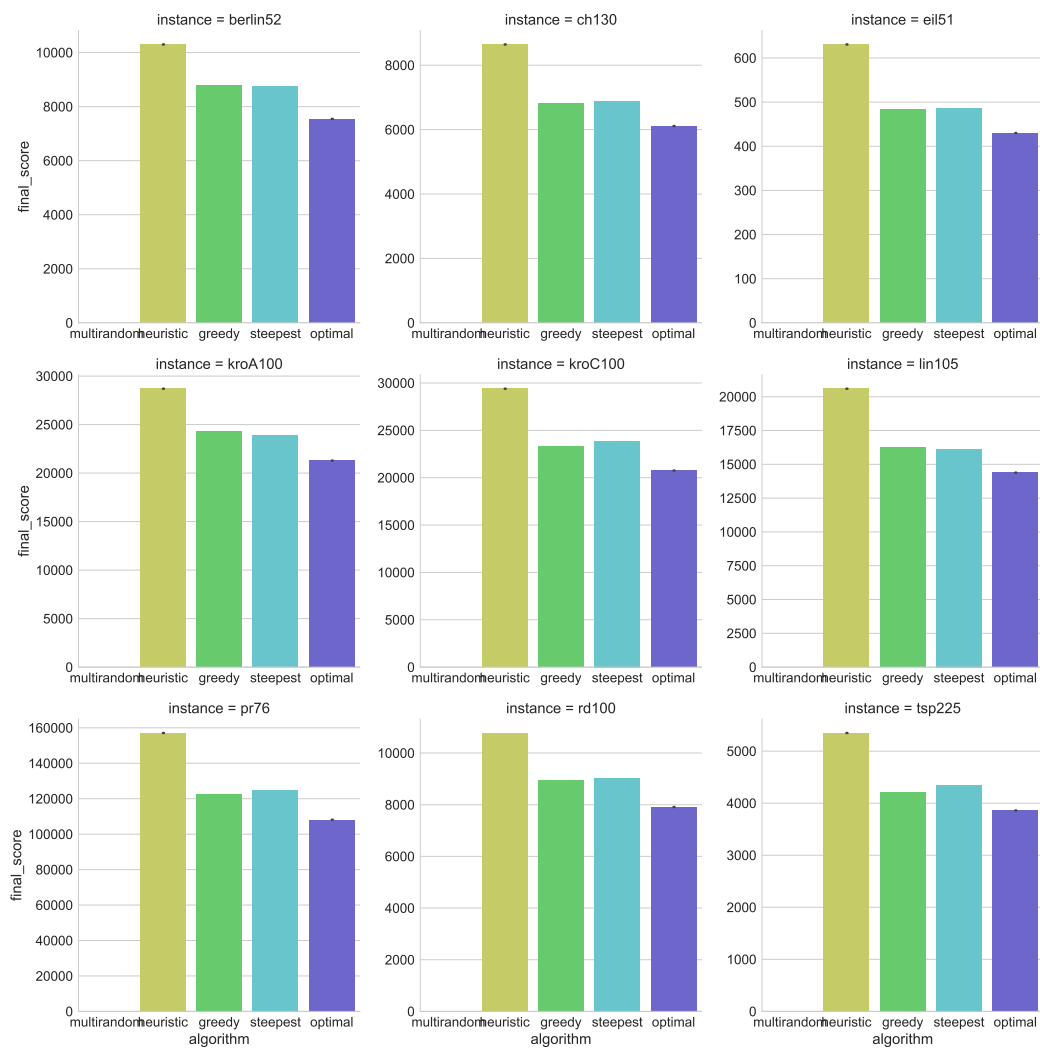 instance = berlin52
instance = ch130
instance = eil51
final_score
10000
8000
6000
4000
2000
0
8000
6000
4000
2000
0
600
500
400
300
200
100
0
multirandom heuristic greedy steepest optimal
multirandom heuristic greedy steepest optimal
multirandom heuristic greedy steepest optimal
instance = kroA100
instance = kroC100
instance = lin105
final_score
30000
25000
20000
15000
10000
5000
0
30000
25000
20000
15000
10000
5000
0
20000
17500
15000
12500
10000
7500
5000
2500
0
multirandom heuristic greedy steepest optimal
multirandom heuristic greedy steepest optimal
multirandom heuristic greedy steepest optimal
instance = pr76
instance = rd100
instance = tsp225
final_score
160000
140000
120000
100000
80000
60000
40000
20000
0
10000
8000
6000
4000
2000
0
5000
4000
3000
2000
1000
0
multirandom heuristic greedy steepest optimal
multirandom heuristic greedy steepest optimal
multirandom heuristic greedy steepest optimal
algorithm
algorithm
algorithm